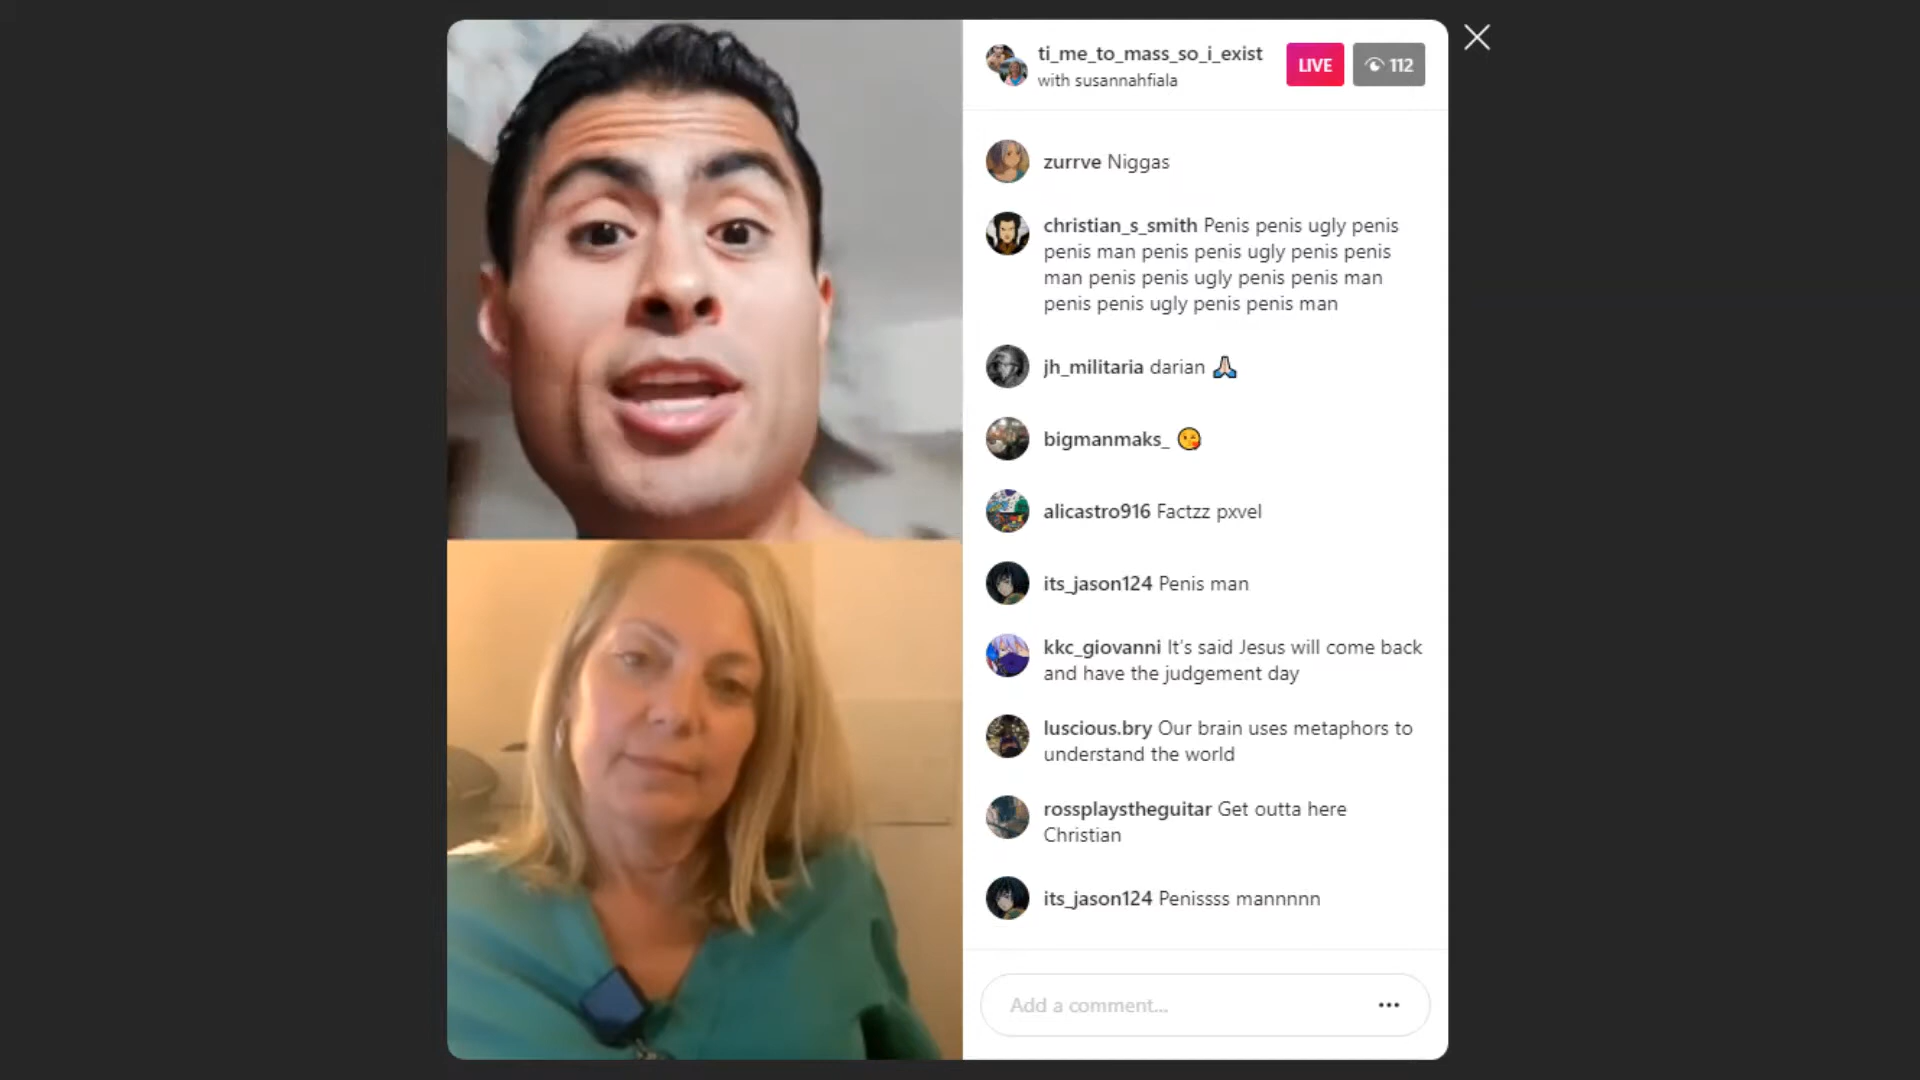 ti_me_to_mass_so_i_exist
with susannahfiala
LIVE
112
zurrve Niggas
christian_s_smith Penis penis ugly penis
penis man penis penis ugly penis penis
man penis penis ugly penis penis man
penis penis ugly penis penis man
jh_militaria darian 🙏🏻
bigmanmaks_ 😘
alicastro916 Factzz pxvel
its_jason124 Penis man
kkc_giovanni It's said Jesus will come back
and have the judgement day
luscious.bry Our brain uses metaphors to
understand the world
rossplaystheguitar Get outta here
Christian
its_jason124 Penissss mannnnn
Add a comment...